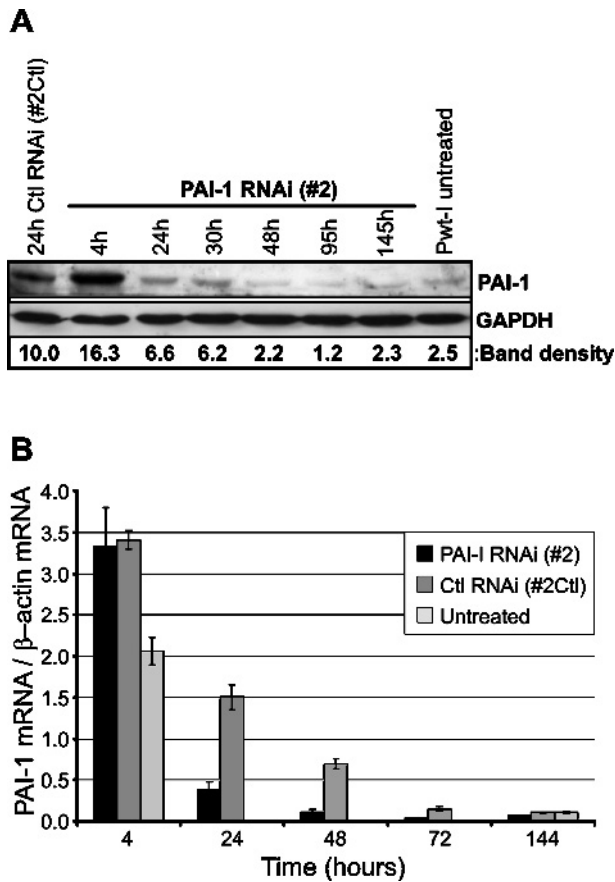 A
24h Ctl RNAi (#2Ctl)
PAI-1 RNAi (#2)
4h
24h
30h
48h
95h
145h
Pwt-I untreated
PAI-1
GAPDH
10.0 16.3 6.6 6.2 2.2 1.2 2.3 2.5 :Band density
B
PAI-1 mRNA / β–actin mRNA
4.0
3.5
3.0
2.5
2.0
1.5
1.0
0.5
0.0
PAI-I RNAi (#2)
Ctl RNAi (#2Ctl)
Untreated
4 24 48 72 144
Time (hours)